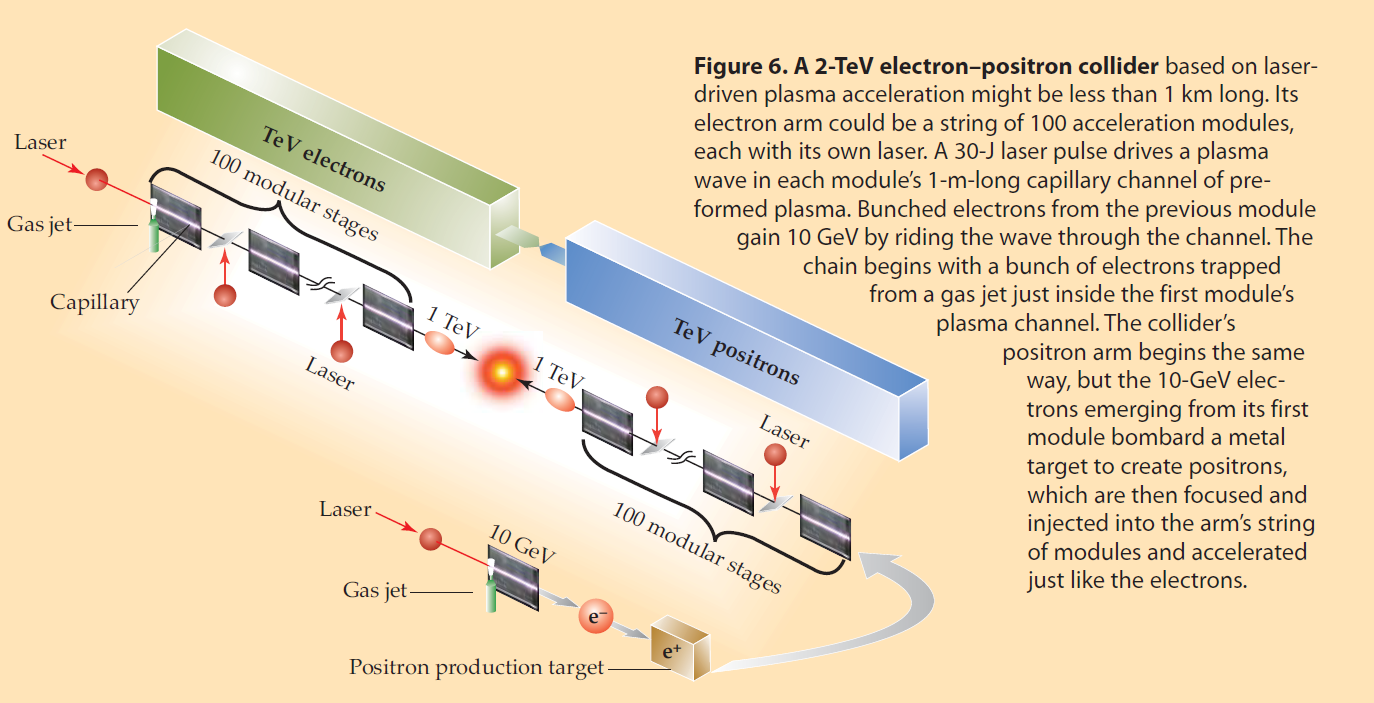 Figure 6. A 2-TeV electron–positron collider based on laser-
driven plasma acceleration might be less than 1 km long. Its
electron arm could be a string of 100 acceleration modules,
each with its own laser. A 30-J laser pulse drives a plasma
wave in each module's 1-m-long capillary channel of pre-
formed plasma. Bunched electrons from the previous module
gain 10 GeV by riding the wave through the channel. The
chain begins with a bunch of electrons trapped
from a gas jet just inside the first module's
plasma channel. The collider's
positron arm begins the same
way, but the 10-GeV elec-
trons emerging from its first
module bombard a metal
target to create positrons,
which are then focused and
injected into the arm's string
of modules and accelerated
just like the electrons.
TeV electrons
Laser
100 modular stages
Gas jet
Capillary
Laser
1 TeV
1 TeV
TeV positrons
Laser
100 modular stages
Laser
10 GeV
Gas jet
e−
e+
Positron production target